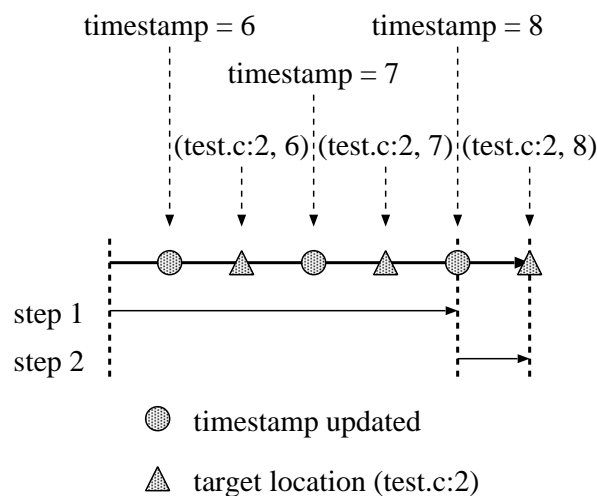 timestamp = 6
timestamp = 8
timestamp = 7
(test.c:2, 6)
(test.c:2, 7)
(test.c:2, 8)
step 1
step 2
timestamp updated
target location (test.c:2)